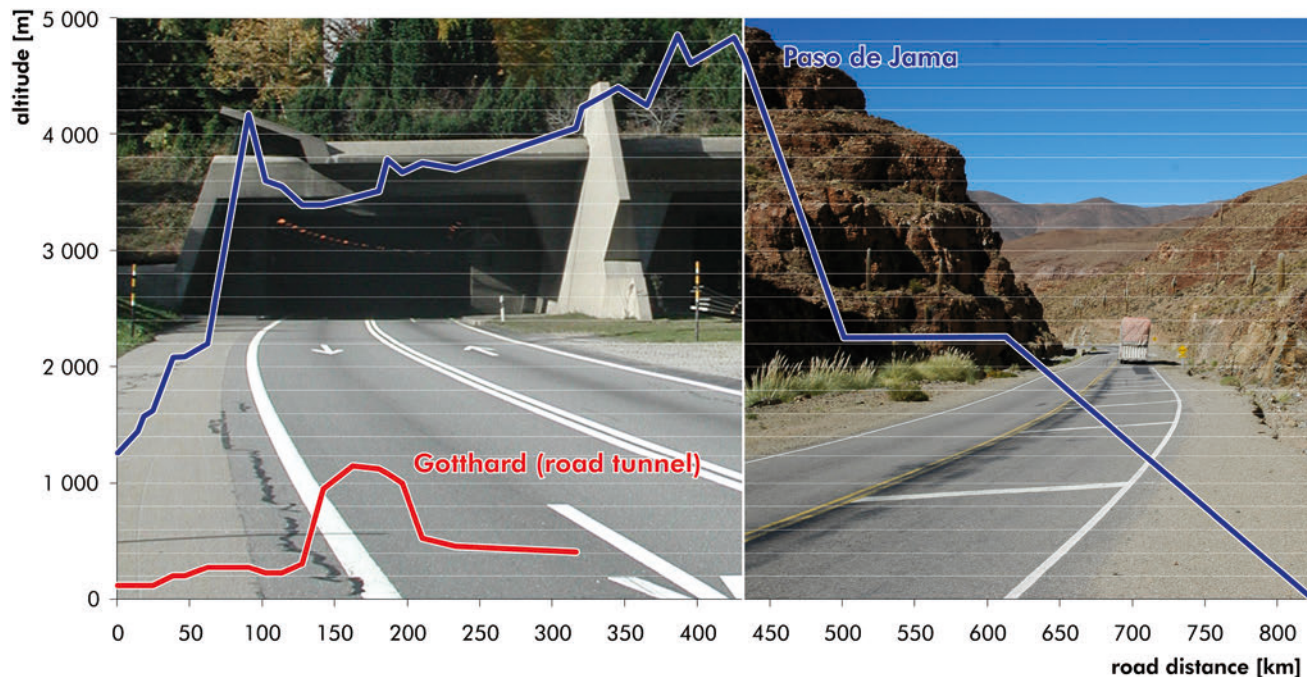 altitude [m]
5 000
4 000
3 000
2 000
1 000
0
Paso de Jama
Gotthard (road tunnel)
0 50 100 150 200 250 300 350 400 450 500 550 600 650 700 750 800
road distance [km]